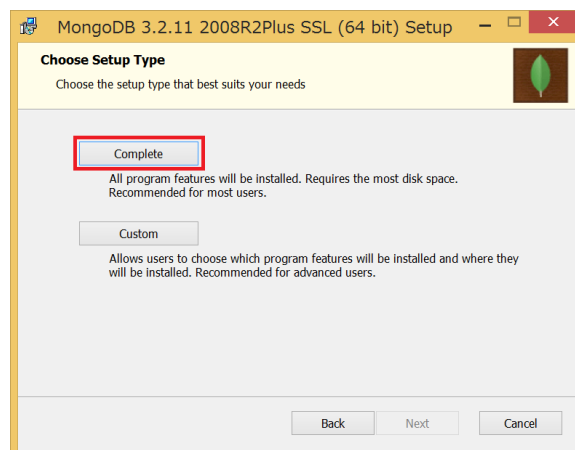 MongoDB 3.2.11 2008R2Plus SSL (64 bit) Setup
Choose Setup Type
Choose the setup type that best suits your needs
Complete
All program features will be installed. Requires the most disk space.
Recommended for most users.
Custom
Allows users to choose which program features will be installed and where they
will be installed. Recommended for advanced users.
Back Next Cancel